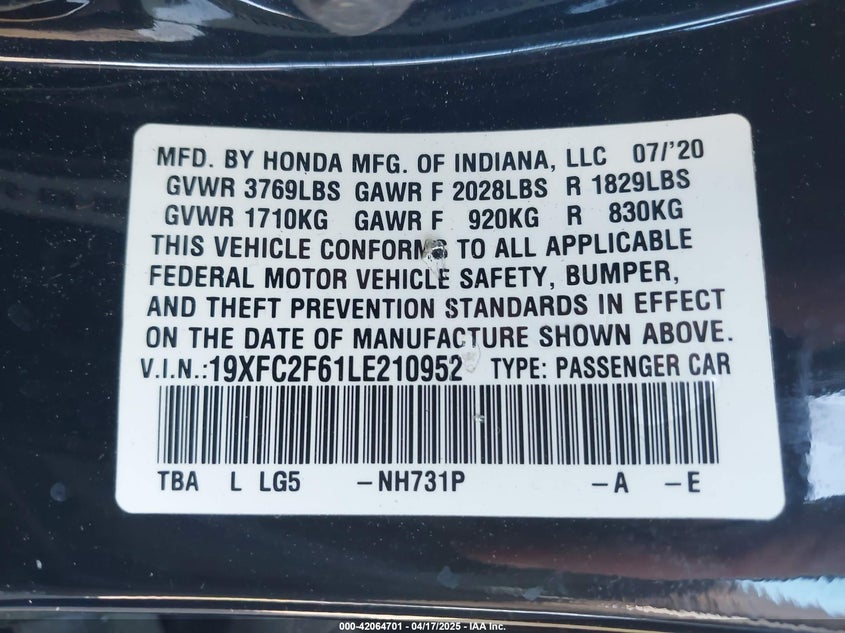 MFD. BY HONDA MFG. OF INDIANA, LLC 07/'20
GVWR 3769LBS GAWR F 2028LBS R 1829LBS
GVWR 1710KG GAWR F 920KG R 830KG
THIS VEHICLE CONFORMS TO ALL APPLICABLE
FEDERAL MOTOR VEHICLE SAFETY, BUMPER,
AND THEFT PREVENTION STANDARDS IN EFFECT
ON THE DATE OF MANUFACTURE SHOWN ABOVE.
V.I.N.:19XFC2F61LE210952 TYPE: PASSENGER CAR
TBA L LG5 -NH731P -A -E
000-42064701 - 04/17/2025 - IAA Inc.